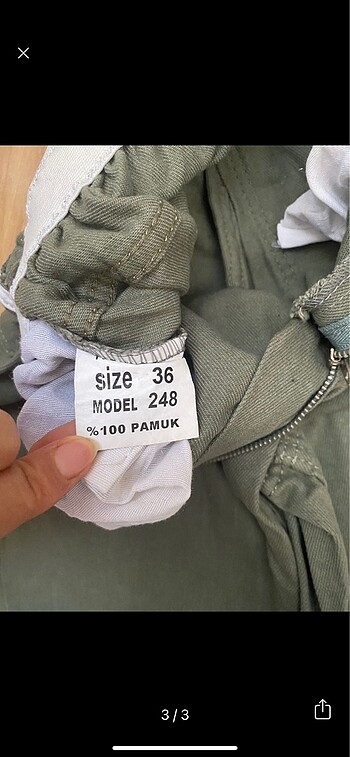 size 36
MODEL 248
%100 PAMUK
3/3